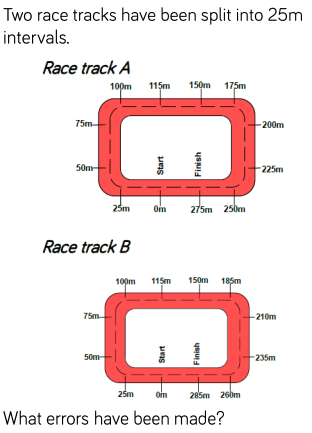 Two race tracks have been split into 25m
intervals.
Race track A
100m 115m 150m 175m
75m 200m
50m 225m
Start Finish
25m 0m 275m 250m
Race track B
100m 115m 150m 185m
75m 210m
50m 235m
Start Finish
25m 0m 285m 260m
What errors have been made?